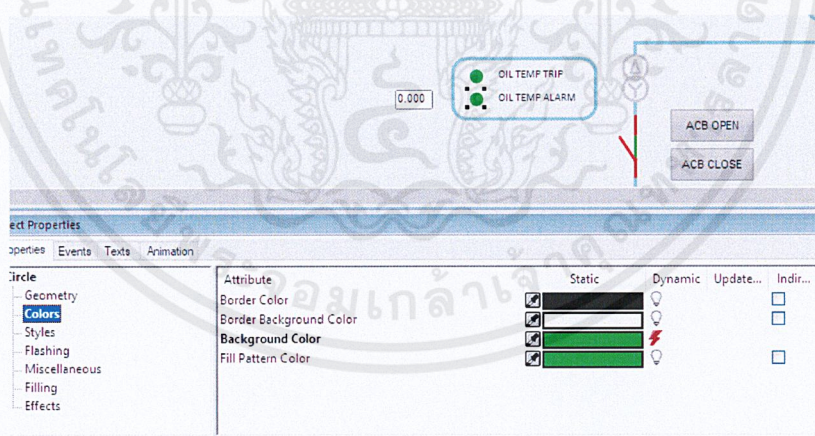 OIL TEMP TRIP
0.000
OIL TEMP ALARM
ACB OPEN
ACB CLOSE
ect Properties
operties Events Texts Animation
Circle
Geometry
Colors
Styles
Flashing
Miscellaneous
Filling
Effects
Attribute Static Dynamic Update... Indir...
Border Color
Border Background Color
Background Color
Fill Pattern Color